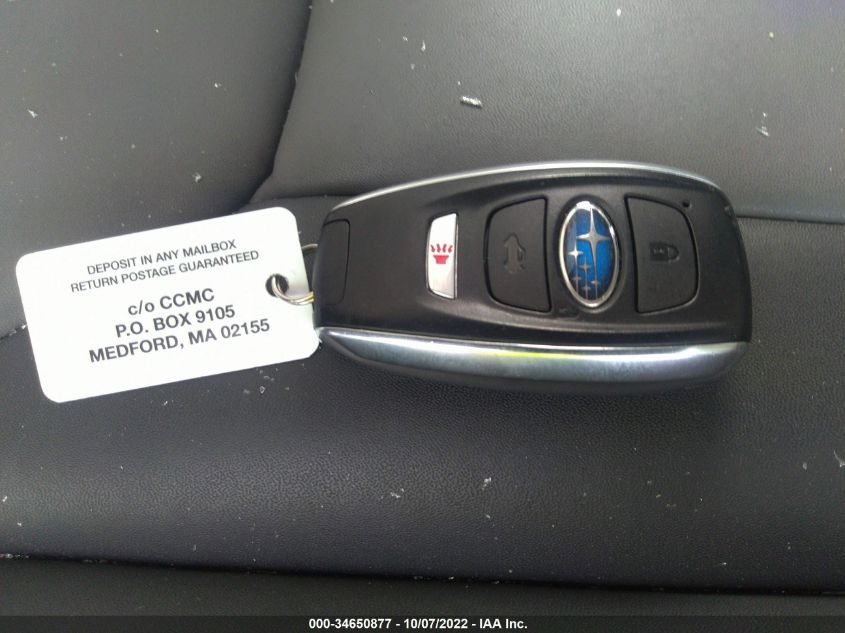 DEPOSIT IN ANY MAILBOX
RETURN POSTAGE GUARANTEED
c/o CCMC
P.O. BOX 9105
MEDFORD, MA 02155
000-34650877 - 10/07/2022 - IAA Inc.